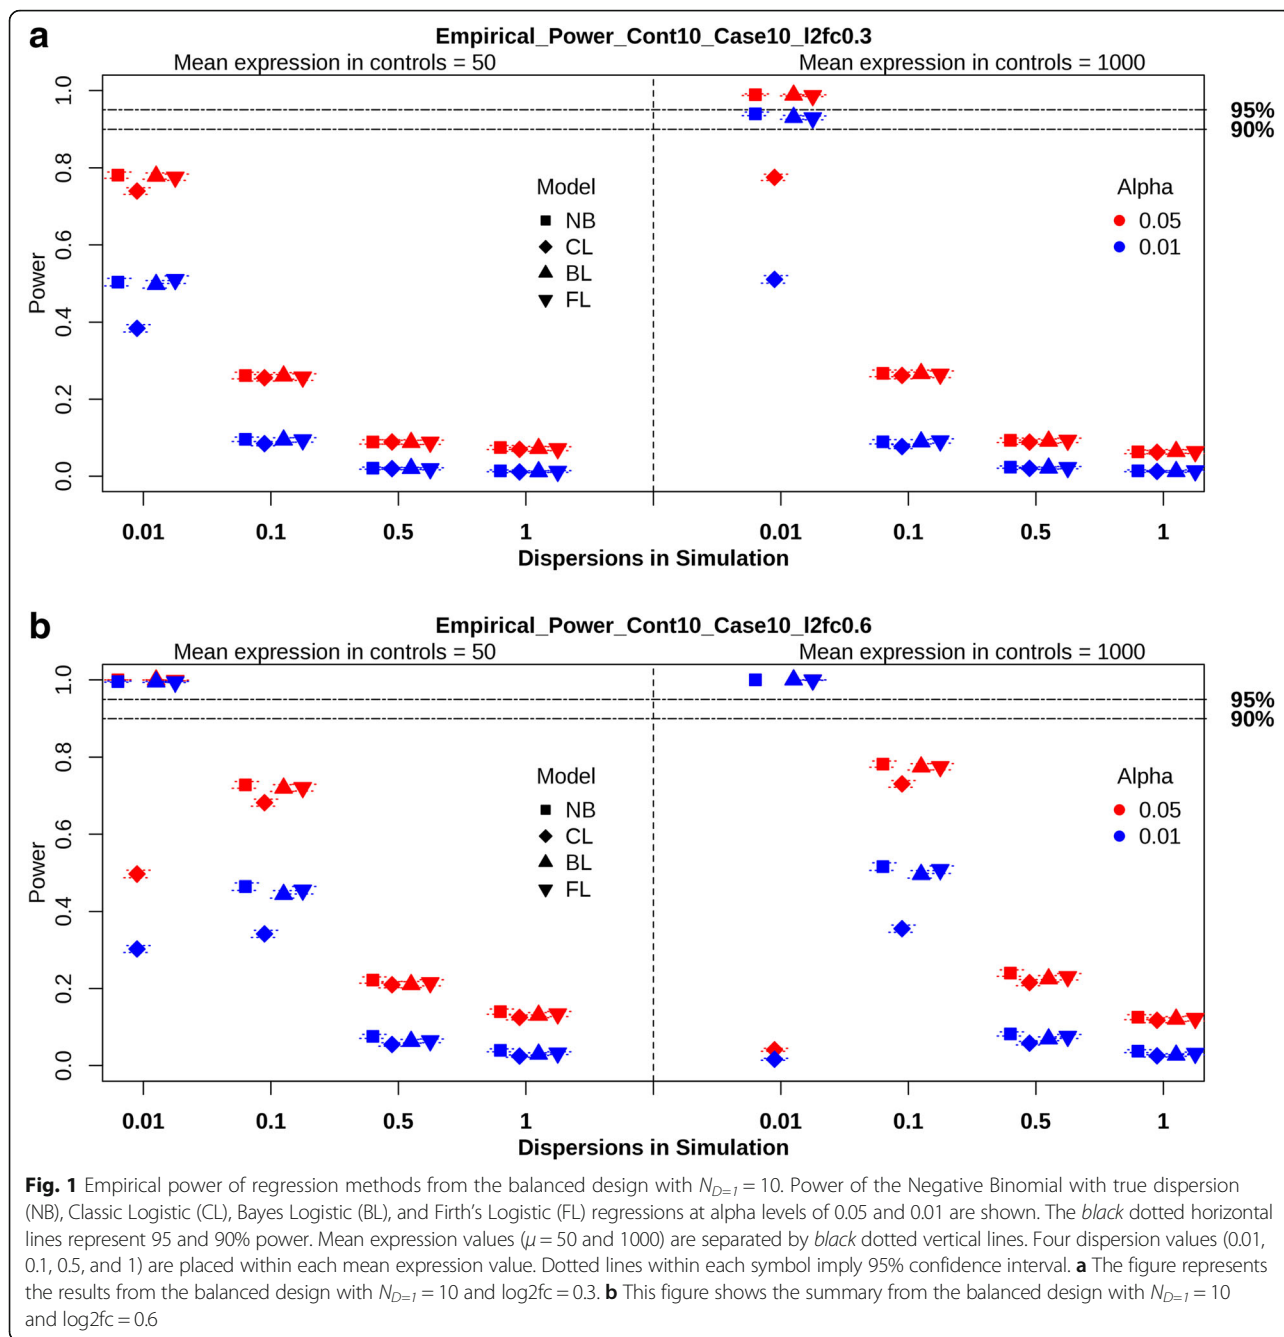 a
Empirical_Power_Cont10_Case10_l2fc0.3
Mean expression in controls = 50
Mean expression in controls = 1000
1.0
0.8
0.6
0.4
0.2
0.0
Power
95%
90%
Model
NB
CL
BL
FL
Alpha
0.05
0.01
0.01 0.1 0.5 1 0.01 0.1 0.5 1
Dispersions in Simulation
b
Empirical_Power_Cont10_Case10_l2fc0.6
Mean expression in controls = 50
Mean expression in controls = 1000
1.0
0.8
0.6
0.4
0.2
0.0
Power
95%
90%
Model
NB
CL
BL
FL
Alpha
0.05
0.01
0.01 0.1 0.5 1 0.01 0.1 0.5 1
Dispersions in Simulation
Fig. 1 Empirical power of regression methods from the balanced design with N_{D=1} = 10. Power of the Negative Binomial with true dispersion
(NB), Classic Logistic (CL), Bayes Logistic (BL), and Firth's Logistic (FL) regressions at alpha levels of 0.05 and 0.01 are shown. The black dotted horizontal
lines represent 95 and 90% power. Mean expression values (μ = 50 and 1000) are separated by black dotted vertical lines. Four dispersion values (0.01,
0.1, 0.5, and 1) are placed within each mean expression value. Dotted lines within each symbol imply 95% confidence interval. a The figure represents
the results from the balanced design with N_{D=1} = 10 and log2fc = 0.3. b This figure shows the summary from the balanced design with N_{D=1} = 10
and log2fc = 0.6